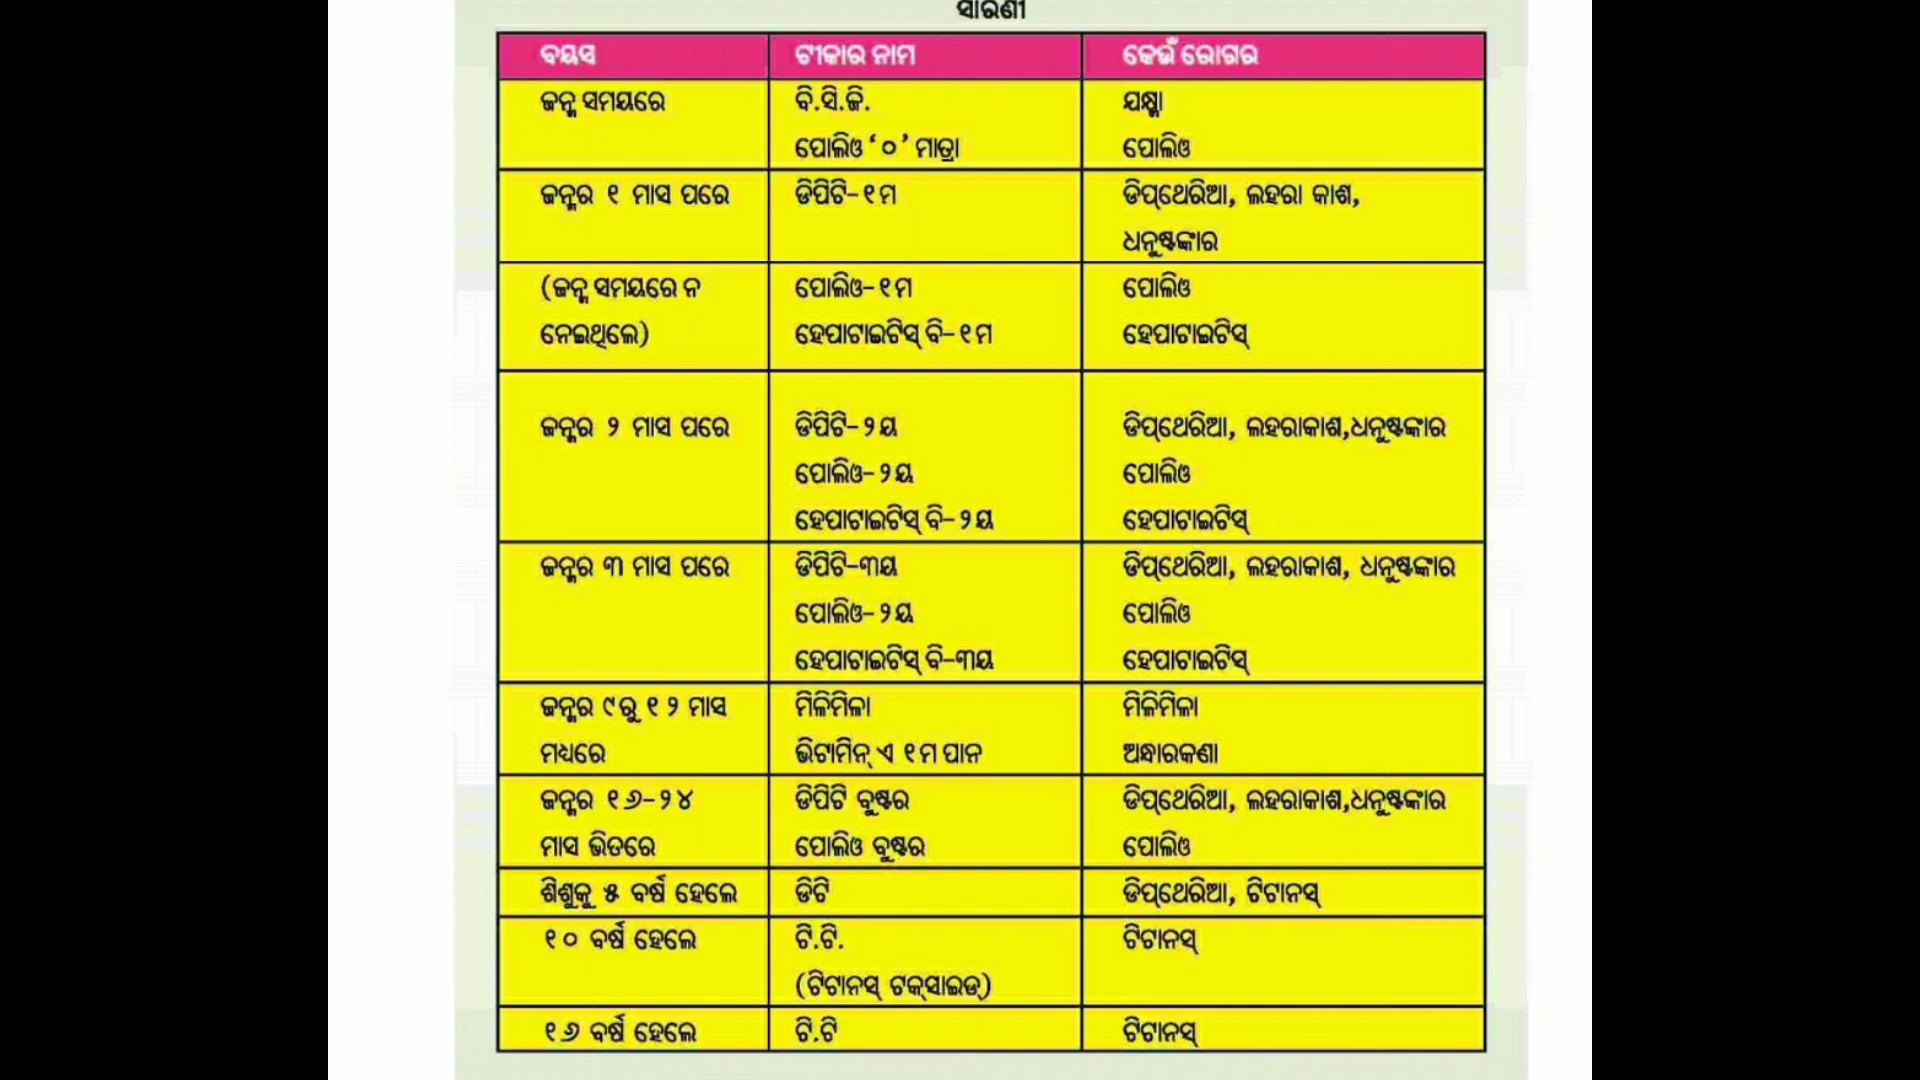 ସାରଣୀ
ବୟସ ଟୀକାର ନାମ କେଉଁ ରୋଗର
ଜନ୍ମ ସମୟରେ ବି.ସି.ଜି. ଯକ୍ଷ୍ମା
ପୋଲିଓ ‘୦’ ମାତ୍ରା ପୋଲିଓ
ଜନ୍ମର ୧ ମାସ ପରେ ଡିପିଟି-୧ମ ଡିପ୍‌ଥେରିଆ, ଲହରା କାଶ,
ଧନୁଷ୍ଟଙ୍କାର
(ଜନ୍ମ ସମୟରେ ନ ପୋଲିଓ-୧ମ ପୋଲିଓ
ନେଇଥିଲେ) ହେପାଟାଇଟିସ୍ ବି-୧ମ ହେପାଟାଇଟିସ୍
ଜନ୍ମର ୨ ମାସ ପରେ ଡିପିଟି-୨ୟ ଡିପ୍‌ଥେରିଆ, ଲହରାକାଶ,ଧନୁଷ୍ଟଙ୍କାର
ପୋଲିଓ-୨ୟ ପୋଲିଓ
ହେପାଟାଇଟିସ୍ ବି-୨ୟ ହେପାଟାଇଟିସ୍
ଜନ୍ମର ୩ ମାସ ପରେ ଡିପିଟି-୩ୟ ଡିପ୍‌ଥେରିଆ, ଲହରାକାଶ, ଧନୁଷ୍ଟଙ୍କାର
ପୋଲିଓ-୨ୟ ପୋଲିଓ
ହେପାଟାଇଟିସ୍ ବି-୩ୟ ହେପାଟାଇଟିସ୍
ଜନ୍ମର ୯ରୁ ୧୨ ମାସ ମିଳିମିଳା ମିଳିମିଳା
ମଧ୍ୟରେ ଭିଟାମିନ୍ ଏ ୧ମ ପାନ ଅନ୍ଧାରକଣା
ଜନ୍ମର ୧୬-୨୪ ଡିପିଟି ବୁଷ୍ଟର ଡିପ୍‌ଥେରିଆ, ଲହରାକାଶ,ଧନୁଷ୍ଟଙ୍କାର
ମାସ ଭିତରେ ପୋଲିଓ ବୁଷ୍ଟର ପୋଲିଓ
ଶିଶୁକୁ ୫ ବର୍ଷ ହେଲେ ଡିଟି ଡିପ୍‌ଥେରିଆ, ଟିଟାନସ୍
୧୦ ବର୍ଷ ହେଲେ ଟି.ଟି. ଟିଟାନସ୍
(ଟିଟାନସ୍ ଟକ୍‌ସାଇଡ୍)
୧୬ ବର୍ଷ ହେଲେ ଟି.ଟି ଟିଟାନସ୍